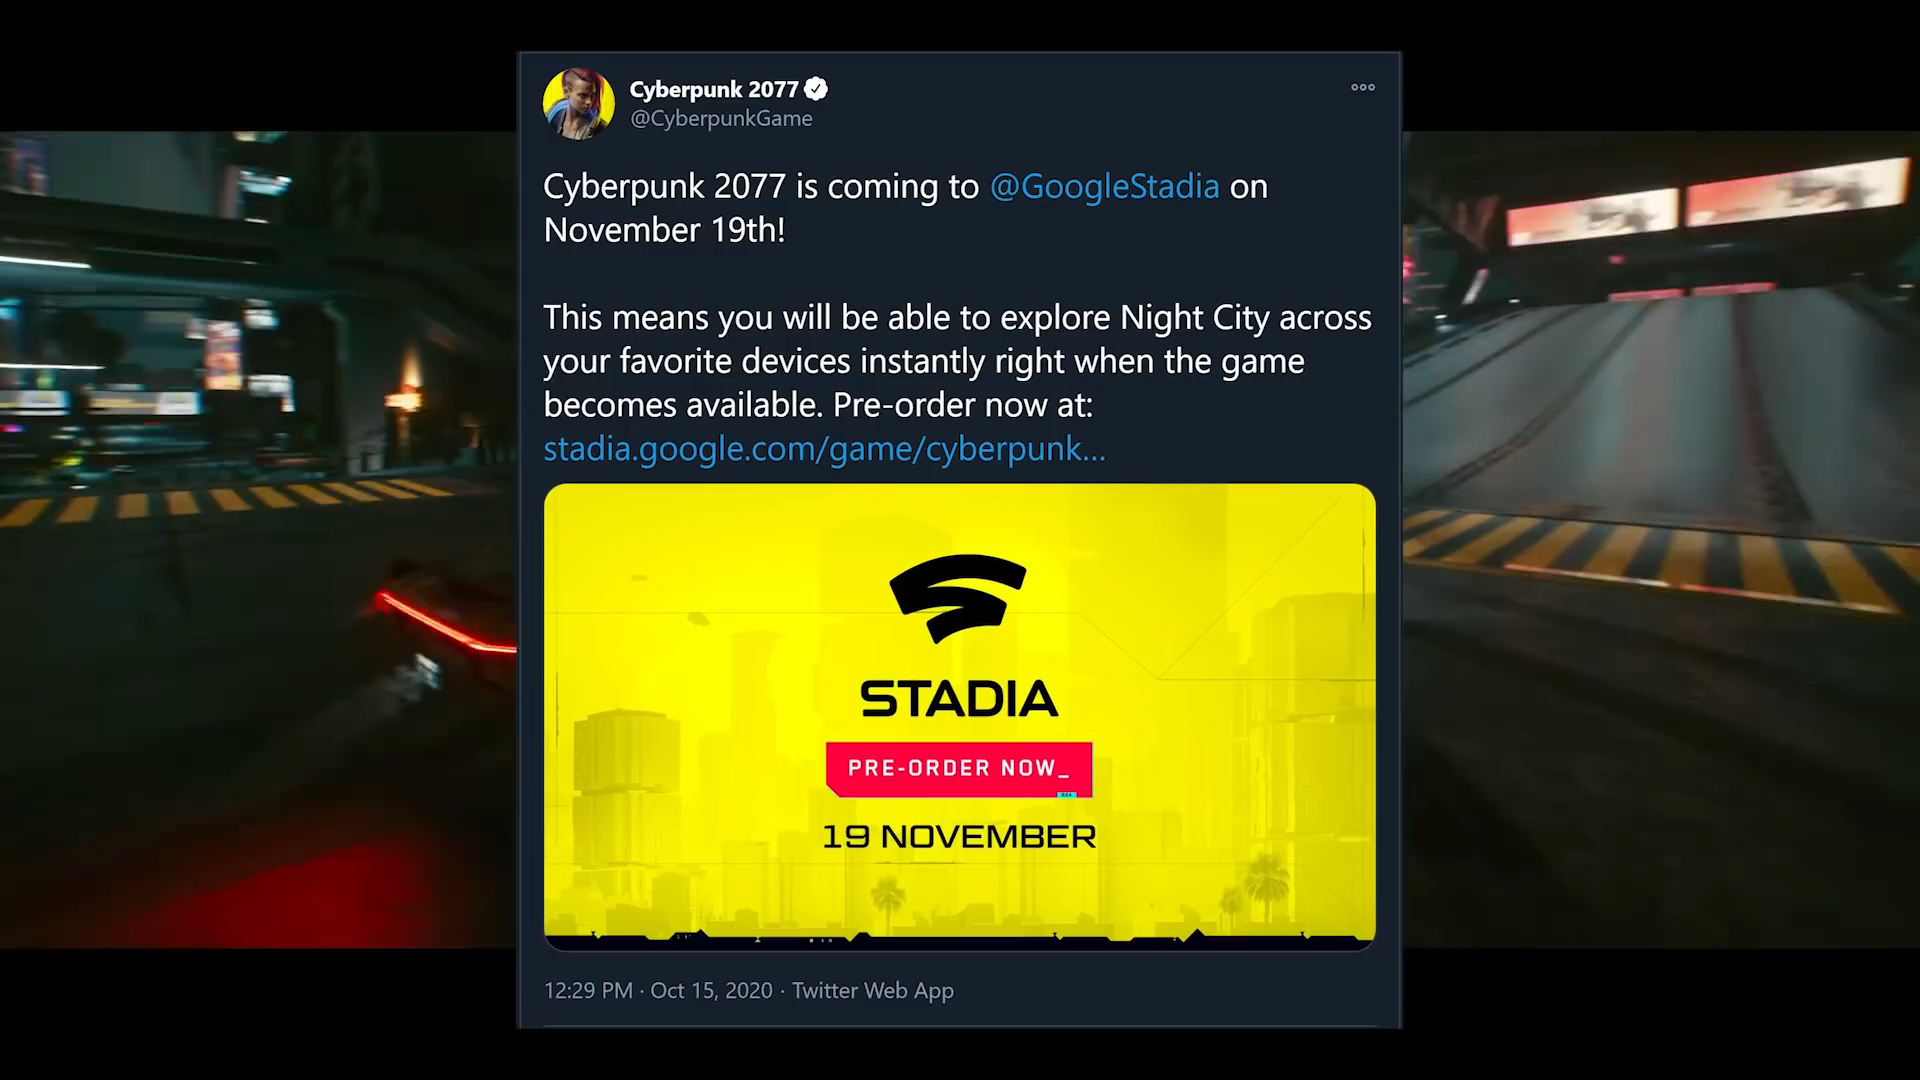 Cyberpunk 2077
@CyberpunkGame
Cyberpunk 2077 is coming to @GoogleStadia on
November 19th!
This means you will be able to explore Night City across
your favorite devices instantly right when the game
becomes available. Pre-order now at:
stadia.google.com/game/cyberpunk...
STADIA
PRE-ORDER NOW_
19 NOVEMBER
12:29 PM · Oct 15, 2020 · Twitter Web App